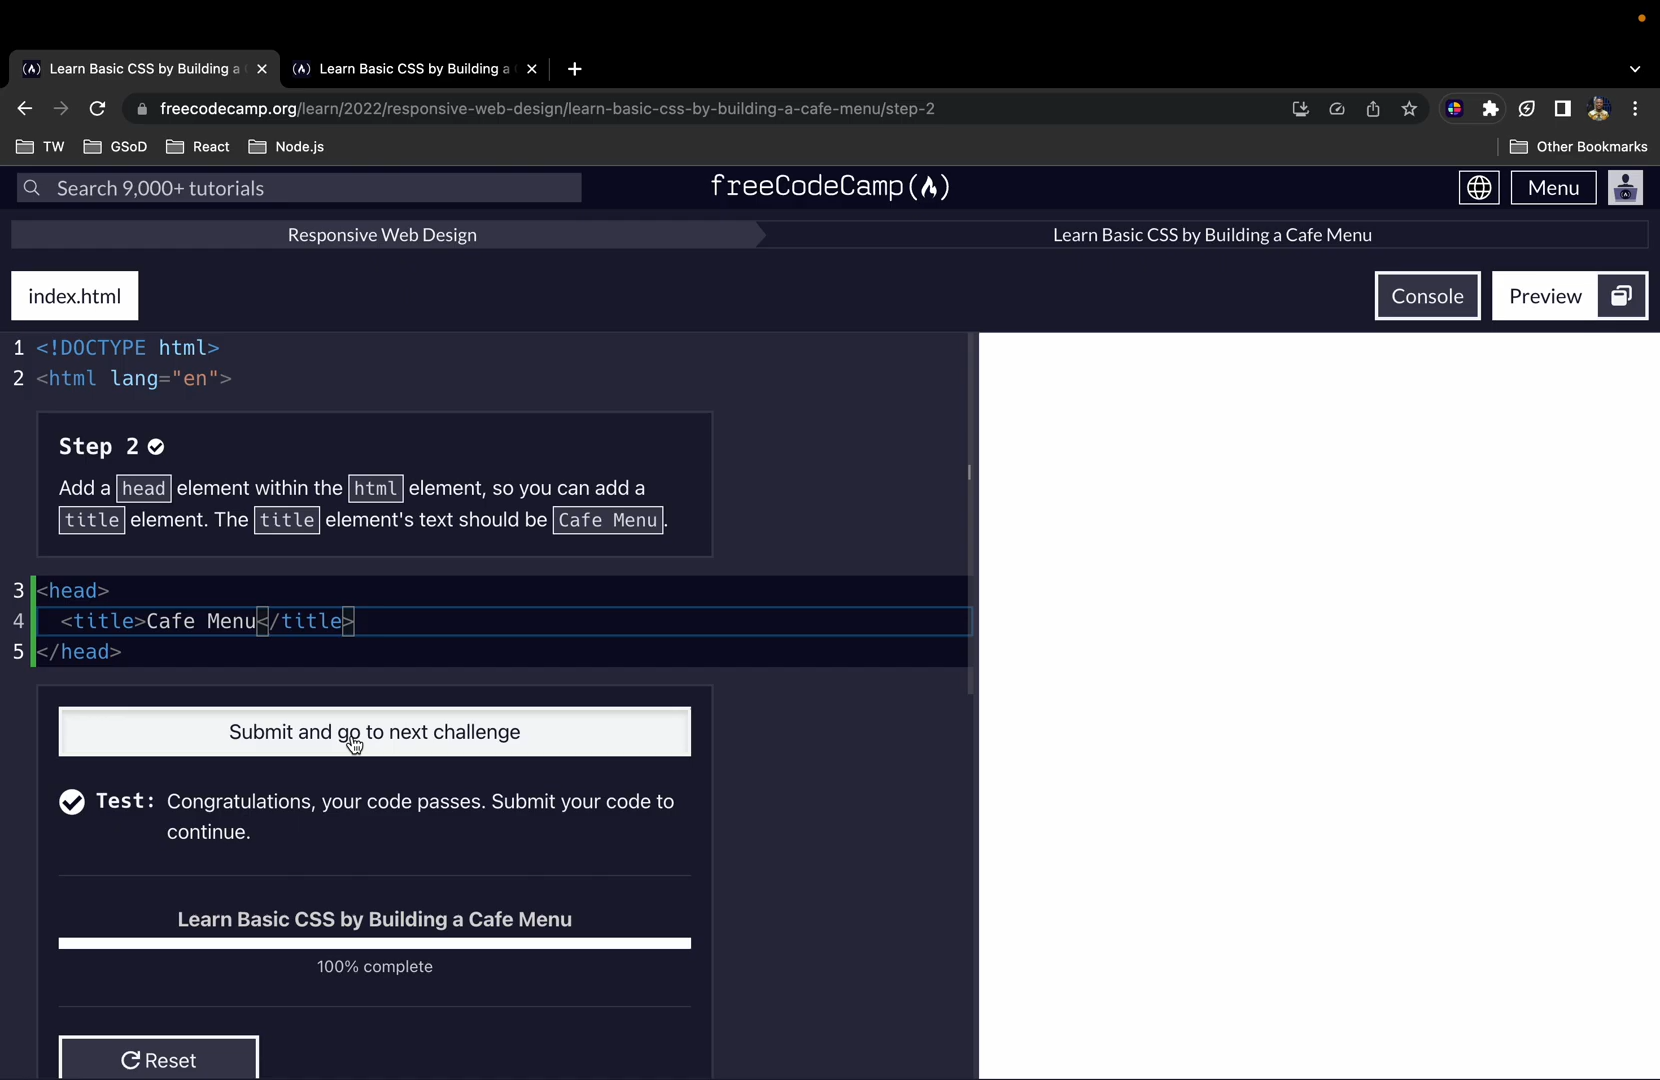 Learn Basic CSS by Building a
Learn Basic CSS by Building a
freecodecamp.org/learn/2022/responsive-web-design/learn-basic-css-by-building-a-cafe-menu/step-2
TW GSoD React Node.js Other Bookmarks
Search 9,000+ tutorials freeCodeCamp Menu
Responsive Web Design Learn Basic CSS by Building a Cafe Menu
index.html Console Preview
1 <!DOCTYPE html>
2 <html lang="en">
Step 2
Add a head element within the html element, so you can add a
title element. The title element's text should be Cafe Menu.
3 <head>
4 <title>Cafe Menu</title>
5 </head>
Submit and go to next challenge
Test: Congratulations, your code passes. Submit your code to
continue.
Learn Basic CSS by Building a Cafe Menu
100% complete
Reset